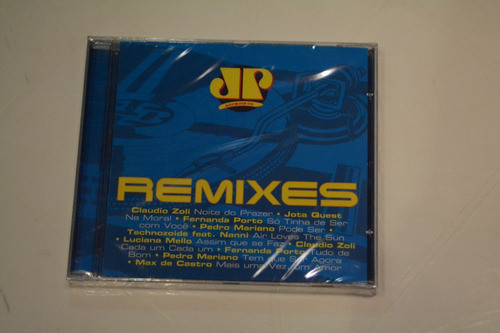 JP
REMIXES
Claudio Zoli Noite do Prazer • Jota Quest
Na Moral • Fernanda Porto Só Tinha de Ser
com Você • Pedro Mariano Pode Ser •
Technozoide feat. Nanni Air Loves The Sun
• Luciana Mello Assim que se Faz • Claudio Zoli
Cada um Cada um • Fernanda Porto Tudo de
Bom • Pedro Mariano Tem que Ser Agora
• Max de Castro Mais uma Vez um Amor